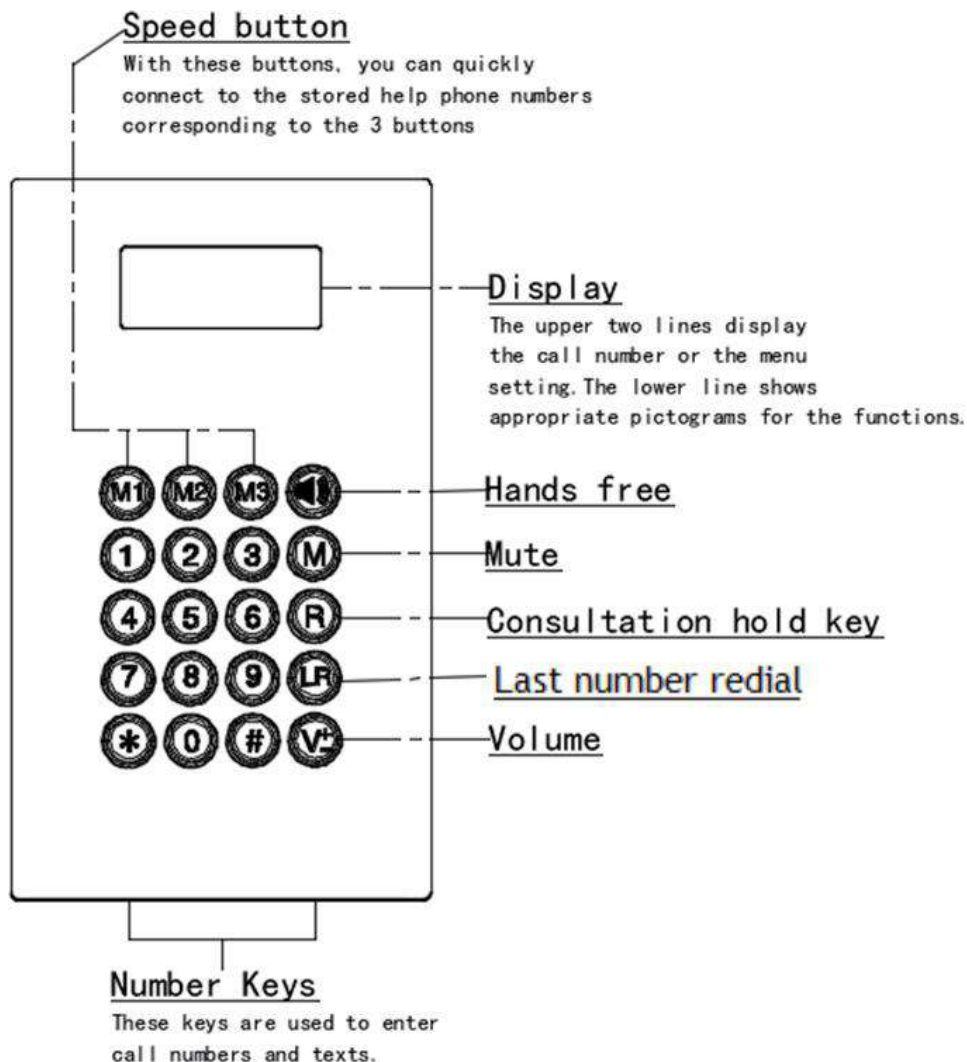 Speed button
With these buttons, you can quickly
connect to the stored help phone numbers
corresponding to the 3 buttons
Display
The upper two lines display
the call number or the menu
setting. The lower line shows
appropriate pictograms for the functions.
M1 M2 M3
Hands free
1 2 3 M
Mute
4 5 6 R
Consultation hold key
7 8 9 LR
Last number redial
* 0 # V+-
Volume
Number Keys
These keys are used to enter
call numbers and texts.